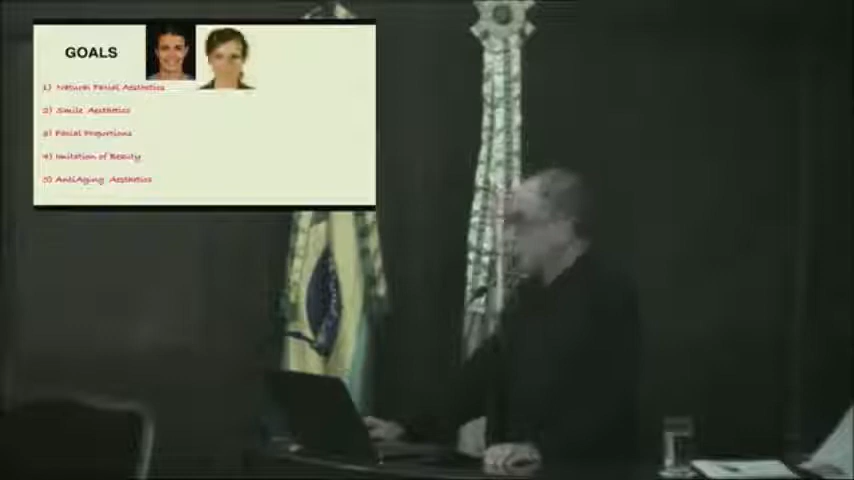 GOALS
1) Natural Facial Aesthetics
2) Smile Aesthetics
3) Facial Proportions
4) Imitation of Beauty
5) AntiAging Aesthetics